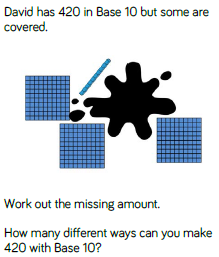 David has 420 in Base 10 but some are
covered.
Work out the missing amount.
How many different ways can you make
420 with Base 10?